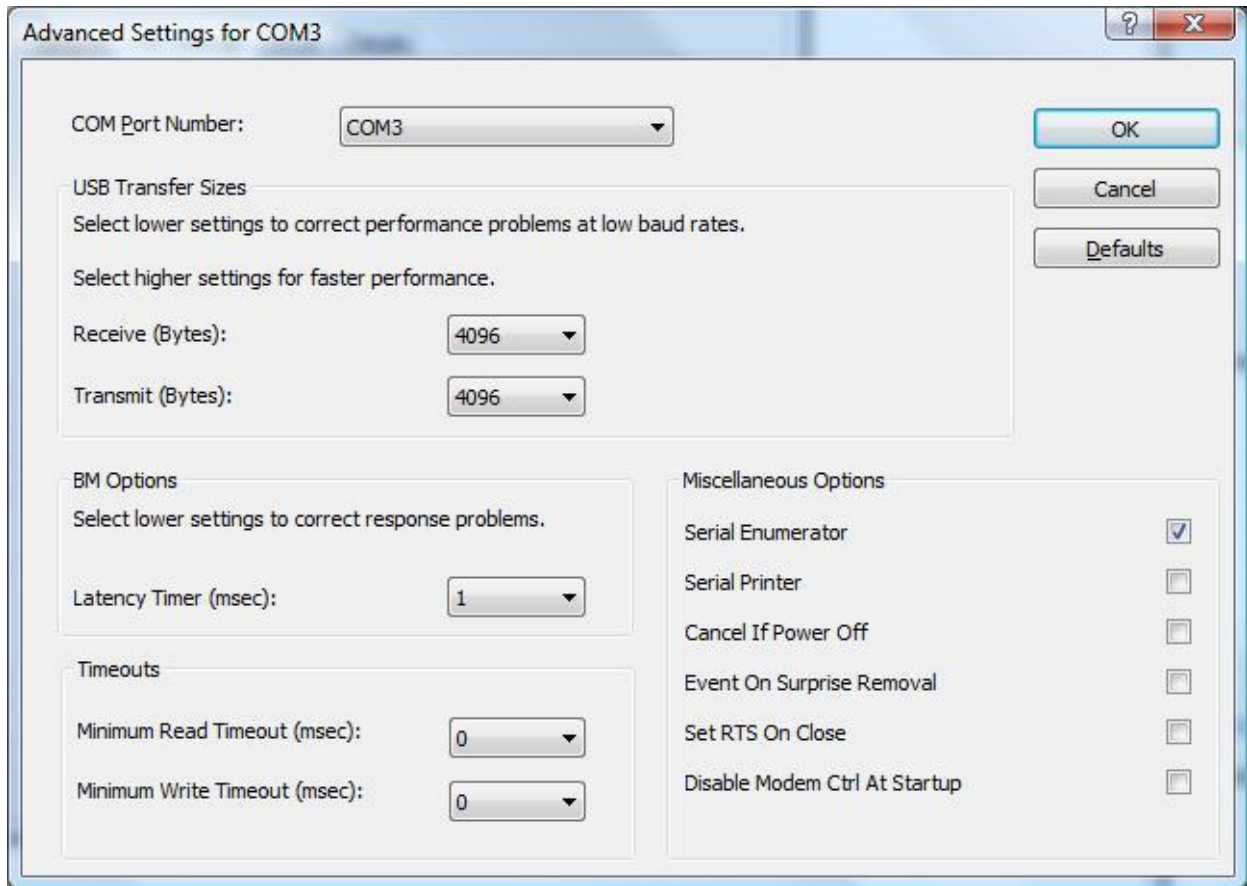 Advanced Settings for COM3
?
X
COM Port Number:
COM3
OK
Cancel
Defaults
USB Transfer Sizes
Select lower settings to correct performance problems at low baud rates.
Select higher settings for faster performance.
Receive (Bytes):
4096
Transmit (Bytes):
4096
BM Options
Select lower settings to correct response problems.
Latency Timer (msec):
1
Timeouts
Minimum Read Timeout (msec):
0
Minimum Write Timeout (msec):
0
Miscellaneous Options
Serial Enumerator
Serial Printer
Cancel If Power Off
Event On Surprise Removal
Set RTS On Close
Disable Modem Ctrl At Startup